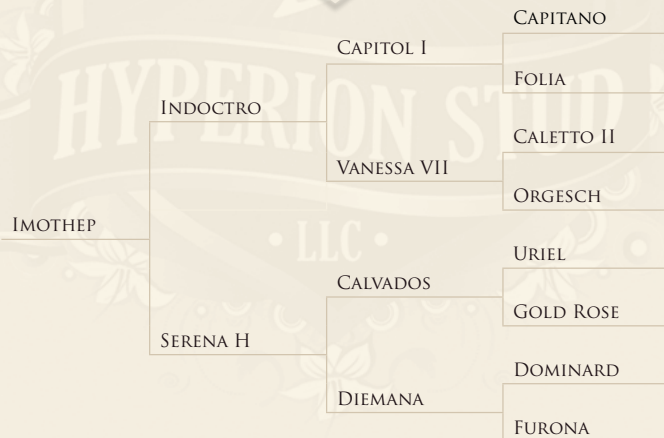 CAPITANO
CAPITOL I
FOLIA
INDOCTRO
HYPERION STUD
CALETTO II
VANESSA VII
ORGESCH
IMOTHEP
• LLC •
URIEL
CALVADOS
GOLD ROSE
SERENA H
DOMINARD
DIEMANA
FURONA